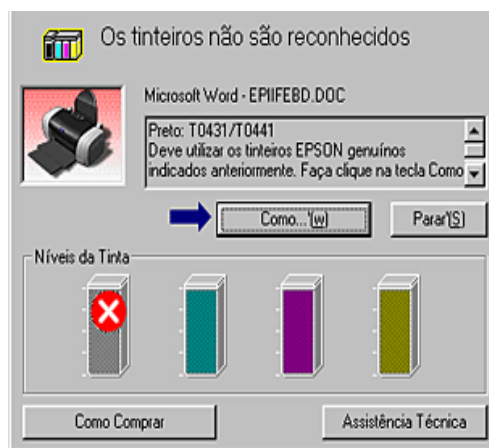 Os tinteiros não são reconhecidos
Microsoft Word - EPIIFEBD.DOC
Preto: T0431/T0441
Deve utilizar os tinteiros EPSON genuínos
indicados anteriormente. Faça clique na tecla Como
Como...'(w) Parar'(S)
Níveis da Tinta
Como Comprar Assistência Técnica